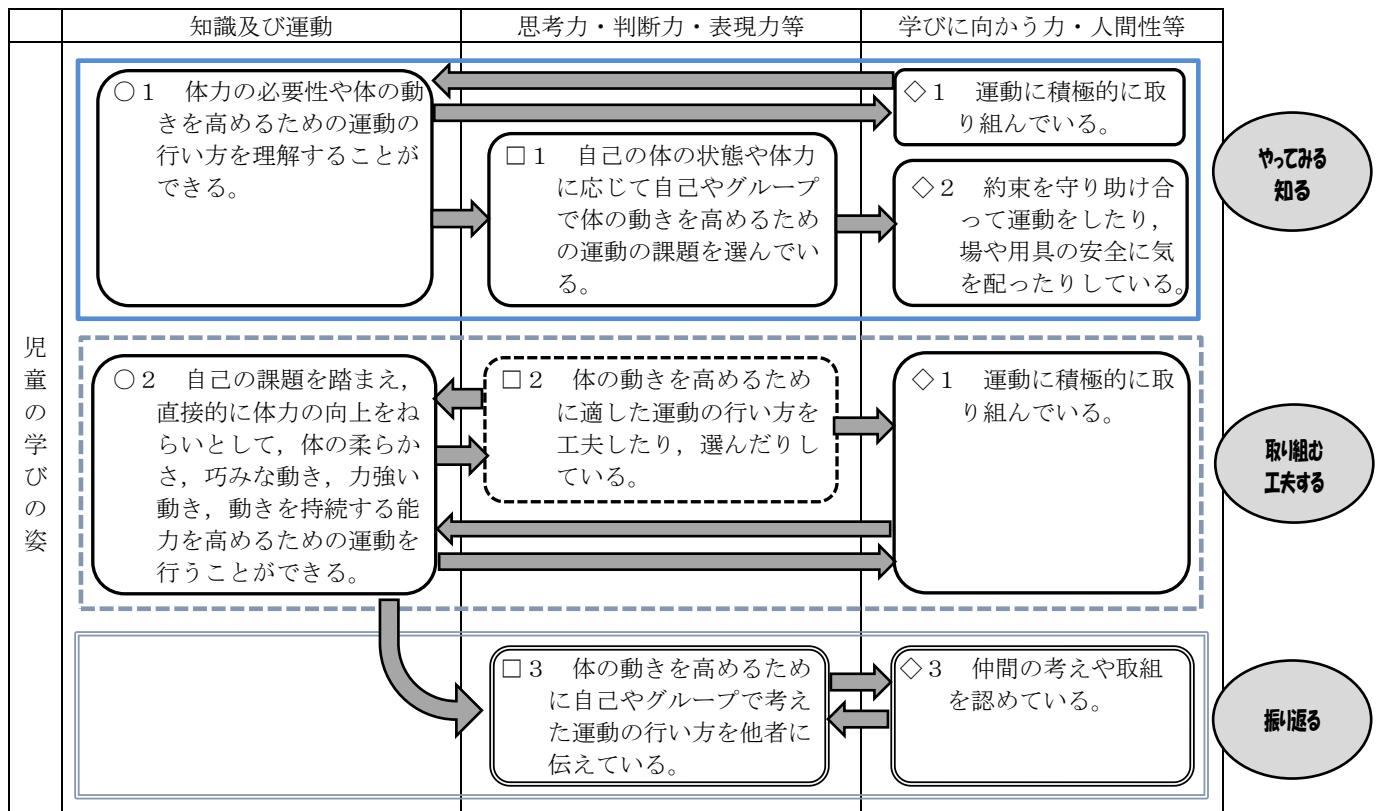 知識及び運動
思考力・判断力・表現力等
学びに向かう力・人間性等
児童の学びの姿
○1 体力の必要性や体の動
きを高めるための運動の
行い方を理解することが
できる。
□1 自己の体の状態や体力
に応じて自己やグループ
で体の動きを高めるため
の運動の課題を選んでい
る。
◇1 運動に積極的に取
り組んでいる。
◇2 約束を守り助け合
って運動をしたり，
場や用具の安全に気
を配ったりしている。
やってみる
知る
○2 自己の課題を踏まえ，
直接的に体力の向上をね
らいとして，体の柔らか
さ，巧みな動き，力強い
動き，動きを持続する能
力を高めるための運動を
行うことができる。
□2 体の動きを高めるため
に適した運動の行い方を
工夫したり，選んだりし
ている。
◇1 運動に積極的に取
り組んでいる。
取り組む
工夫する
□3 体の動きを高めるため
に自己やグループで考え
た運動の行い方を他者に
伝えている。
◇3 仲間の考えや取組
を認めている。
振り返る